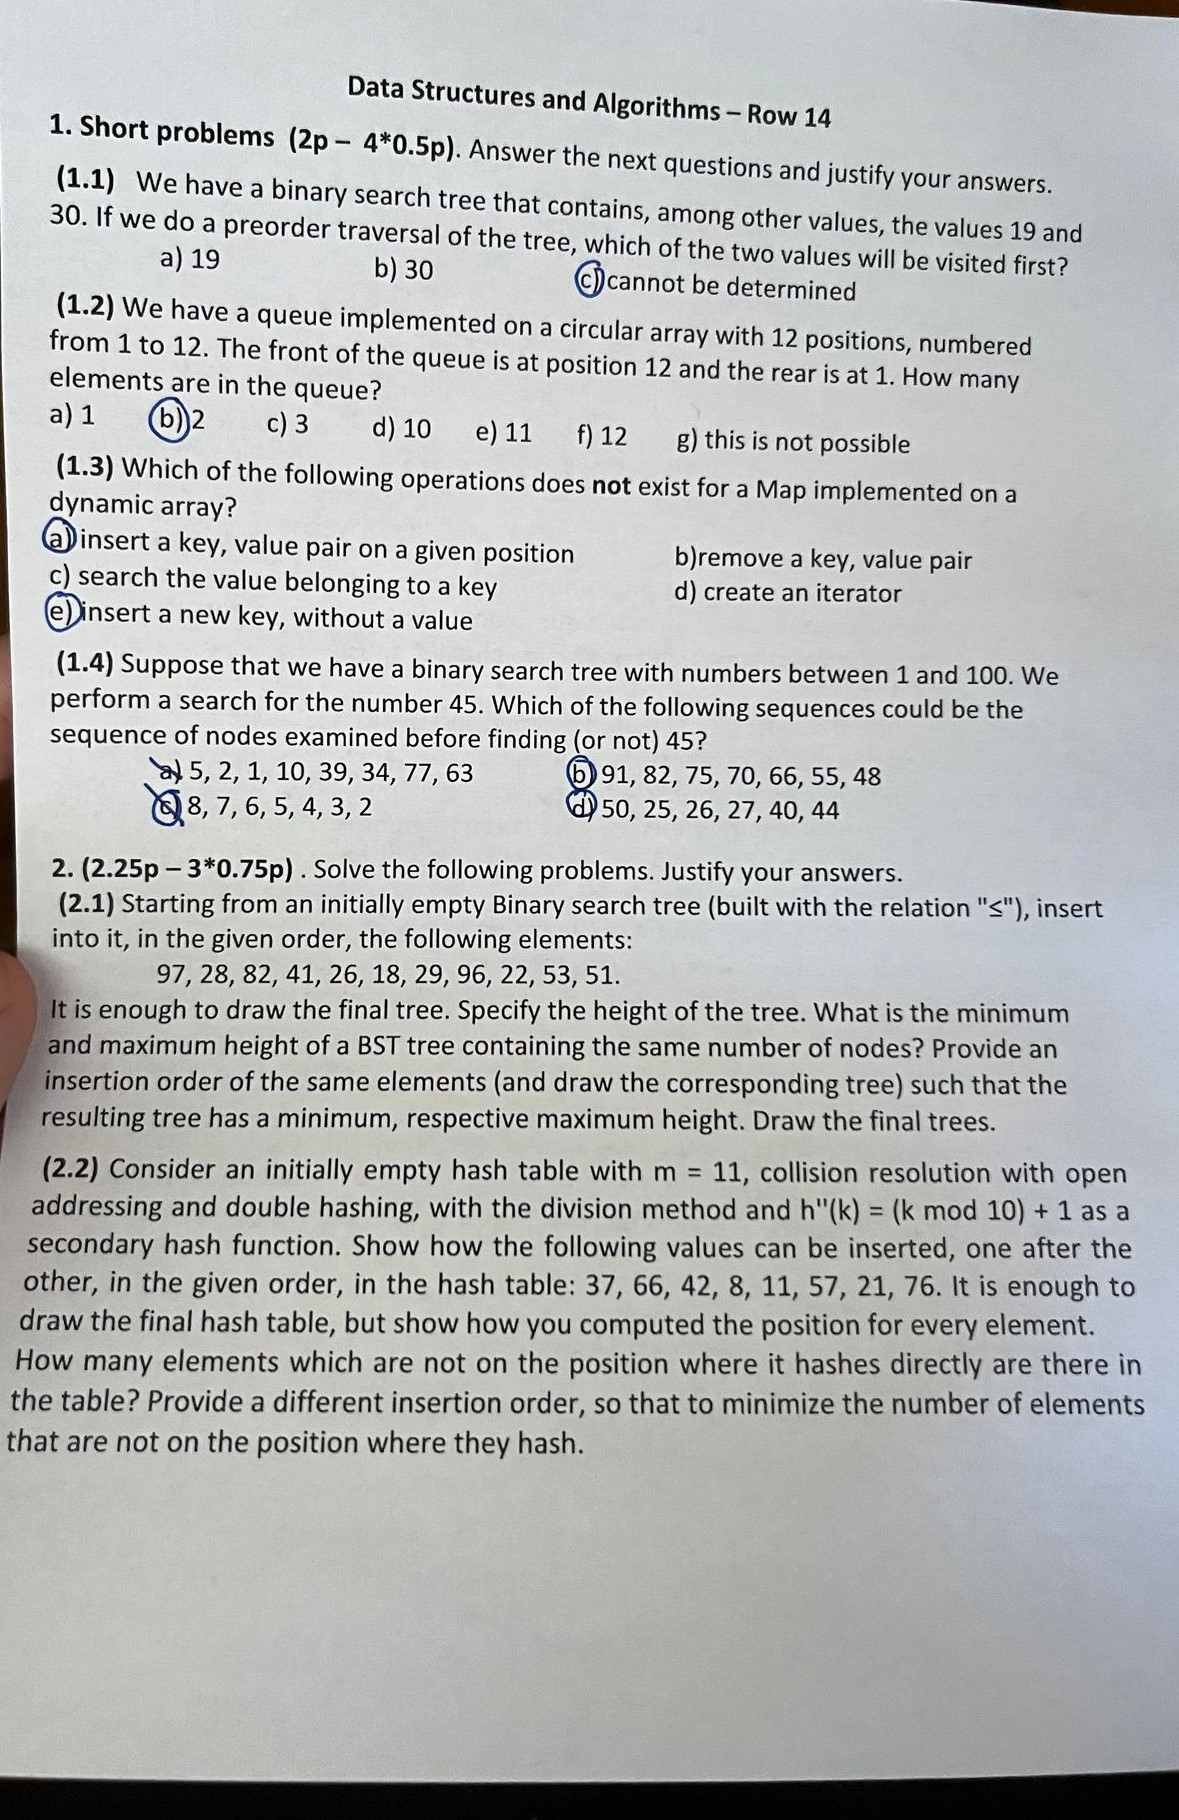 Data Structures and Algorithms – Row 14
1. Short problems (2p – 4*0.5p). Answer the next questions and justify your answers.
(1.1) We have a binary search tree that contains, among other values, the values 19 and
30. If we do a preorder traversal of the tree, which of the two values will be visited first?
a) 19 b) 30 c) cannot be determined
(1.2) We have a queue implemented on a circular array with 12 positions, numbered
from 1 to 12. The front of the queue is at position 12 and the rear is at 1. How many
elements are in the queue?
a) 1 b) 2 c) 3 d) 10 e) 11 f) 12 g) this is not possible
(1.3) Which of the following operations does not exist for a Map implemented on a
dynamic array?
a) insert a key, value pair on a given position b)remove a key, value pair
c) search the value belonging to a key d) create an iterator
e) insert a new key, without a value
(1.4) Suppose that we have a binary search tree with numbers between 1 and 100. We
perform a search for the number 45. Which of the following sequences could be the
sequence of nodes examined before finding (or not) 45?
a) 5, 2, 1, 10, 39, 34, 77, 63 b) 91, 82, 75, 70, 66, 55, 48
c) 8, 7, 6, 5, 4, 3, 2 d) 50, 25, 26, 27, 40, 44
2. (2.25p – 3*0.75p) . Solve the following problems. Justify your answers.
(2.1) Starting from an initially empty Binary search tree (built with the relation "≤"), insert
into it, in the given order, the following elements:
97, 28, 82, 41, 26, 18, 29, 96, 22, 53, 51.
It is enough to draw the final tree. Specify the height of the tree. What is the minimum
and maximum height of a BST tree containing the same number of nodes? Provide an
insertion order of the same elements (and draw the corresponding tree) such that the
resulting tree has a minimum, respective maximum height. Draw the final trees.
(2.2) Consider an initially empty hash table with m = 11, collision resolution with open
addressing and double hashing, with the division method and h"(k) = (k mod 10) + 1 as a
secondary hash function. Show how the following values can be inserted, one after the
other, in the given order, in the hash table: 37, 66, 42, 8, 11, 57, 21, 76. It is enough to
draw the final hash table, but show how you computed the position for every element.
How many elements which are not on the position where it hashes directly are there in
the table? Provide a different insertion order, so that to minimize the number of elements
that are not on the position where they hash.